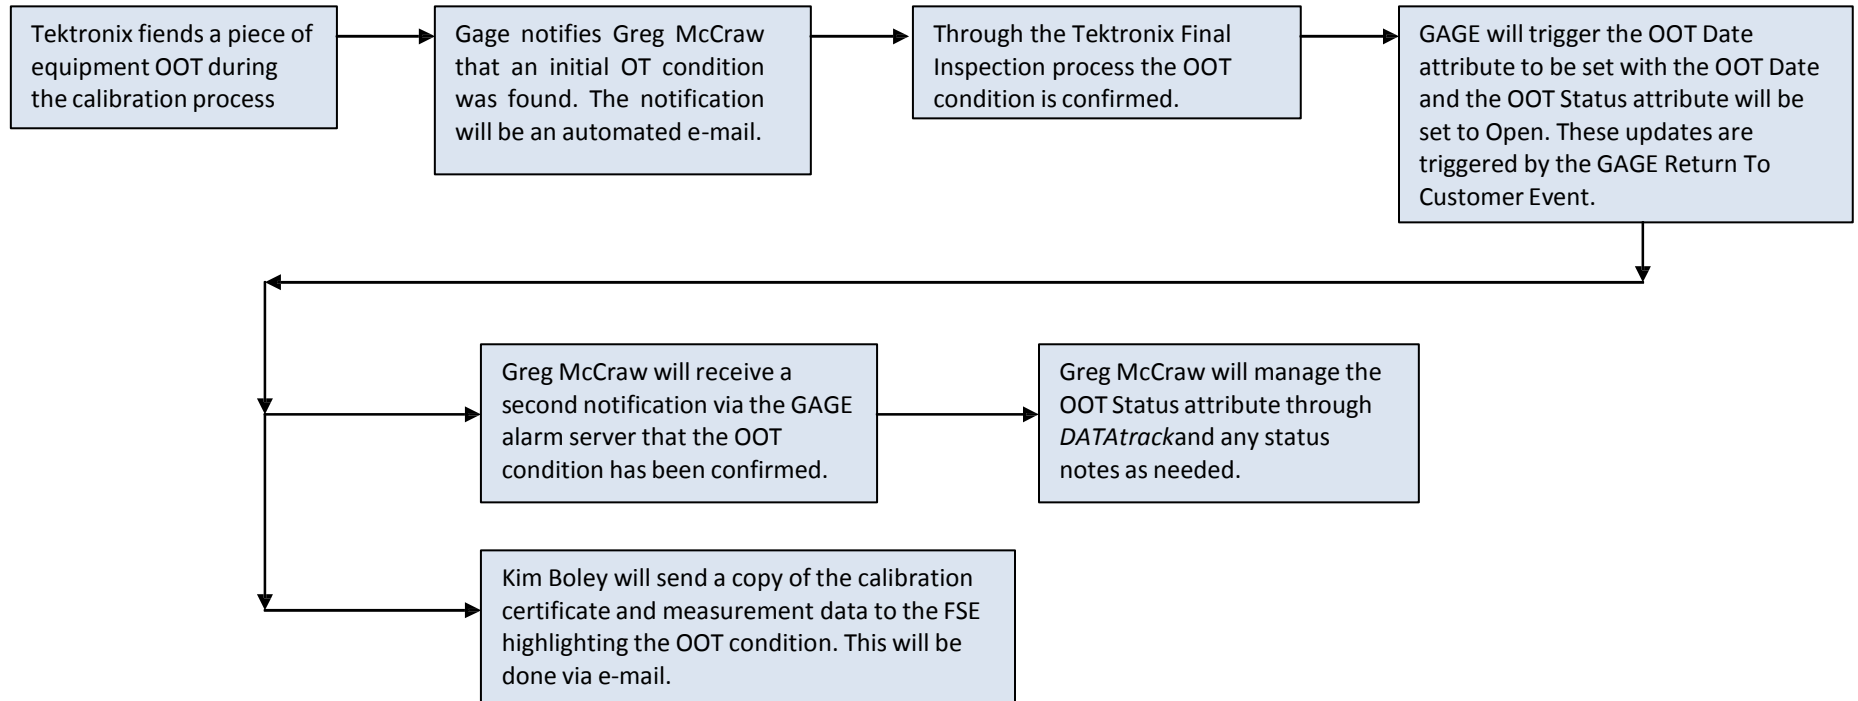 Tektronix fiends a piece of
equipment OOT during
the calibration process
Gage notifies Greg McCraw
that an initial OT condition
was found. The notification
will be an automated e-mail.
Through the Tektronix Final
Inspection process the OOT
condition is confirmed.
GAGE will trigger the OOT Date
attribute to be set with the OOT Date
and the OOT Status attribute will be
set to Open. These updates are
triggered by the GAGE Return To
Customer Event.
Greg McCraw will receive a
second notification via the GAGE
alarm server that the OOT
condition has been confirmed.
Greg McCraw will manage the
OOT Status attribute through
DATAtrackand any status
notes as needed.
Kim Boley will send a copy of the calibration
certificate and measurement data to the FSE
highlighting the OOT condition. This will be
done via e-mail.